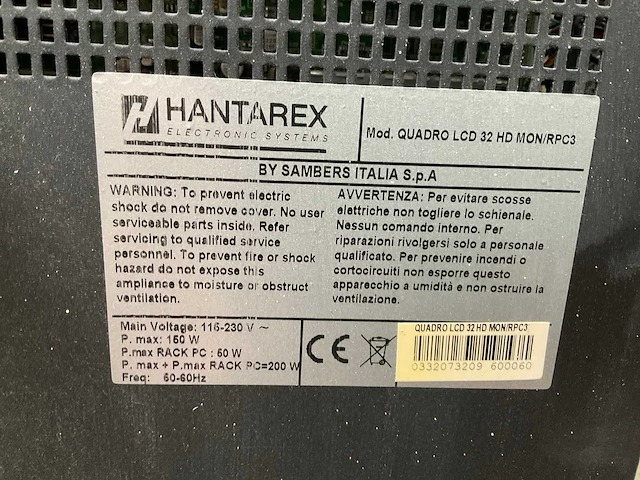 HANTAREX
ELECTRONIC SYSTEMS
Mod. QUADRO LCD 32 HD MON/RPC3
BY SAMBERS ITALIA S.p.A
WARNING: To prevent electric
shock do not remove cover. No user
serviceable parts inside. Refer
servicing to qualified service
personnel. To prevent fire or shock
hazard do not expose this
ampliance to moisture or obstruct
ventilation.
AVVERTENZA: Per evitare scosse
elettriche non togliere lo schienale.
Nessun comando interno. Per
riparazioni rivolgersi solo a personale
qualificato. Per prevenire incendi o
cortocircuiti non esporre questo
apparecchio a umidità e non ostruire la
ventilazione.
Main Voltage: 115-230 V ~
P. max: 150 W
P.max RACK PC : 50 W
P. max + P.max RACK PC=200 W
Freq: 50-60Hz
CE
QUADRO LCD 32 HD MON/RPC3
0332073209 600060